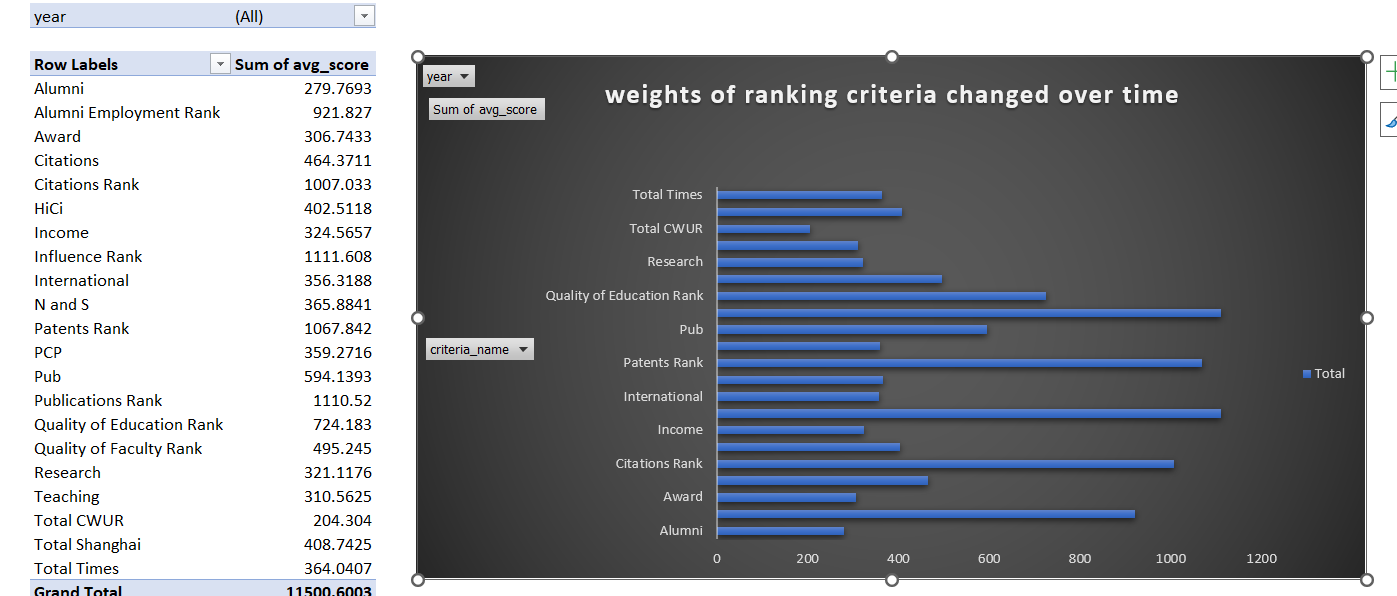 year (All)
Row Labels Sum of avg_score
Alumni 279.7693
Alumni Employment Rank 921.827
Award 306.7433
Citations 464.3711
Citations Rank 1007.033
HiCi 402.5118
Income 324.5657
Influence Rank 1111.608
International 356.3188
N and S 365.8841
Patents Rank 1067.842
PCP 359.2716
Pub 594.1393
Publications Rank 1110.52
Quality of Education Rank 724.183
Quality of Faculty Rank 495.245
Research 321.1176
Teaching 310.5625
Total CWUR 204.304
Total Shanghai 408.7425
Total Times 364.0407
Grand Total 11500.6003
year
Sum of avg_score
weights of ranking criteria changed over time
criteria_name
Total Times
Total CWUR
Research
Quality of Education Rank
Pub
Patents Rank
International
Income
Citations Rank
Award
Alumni
0 200 400 600 800 1000 1200
Total